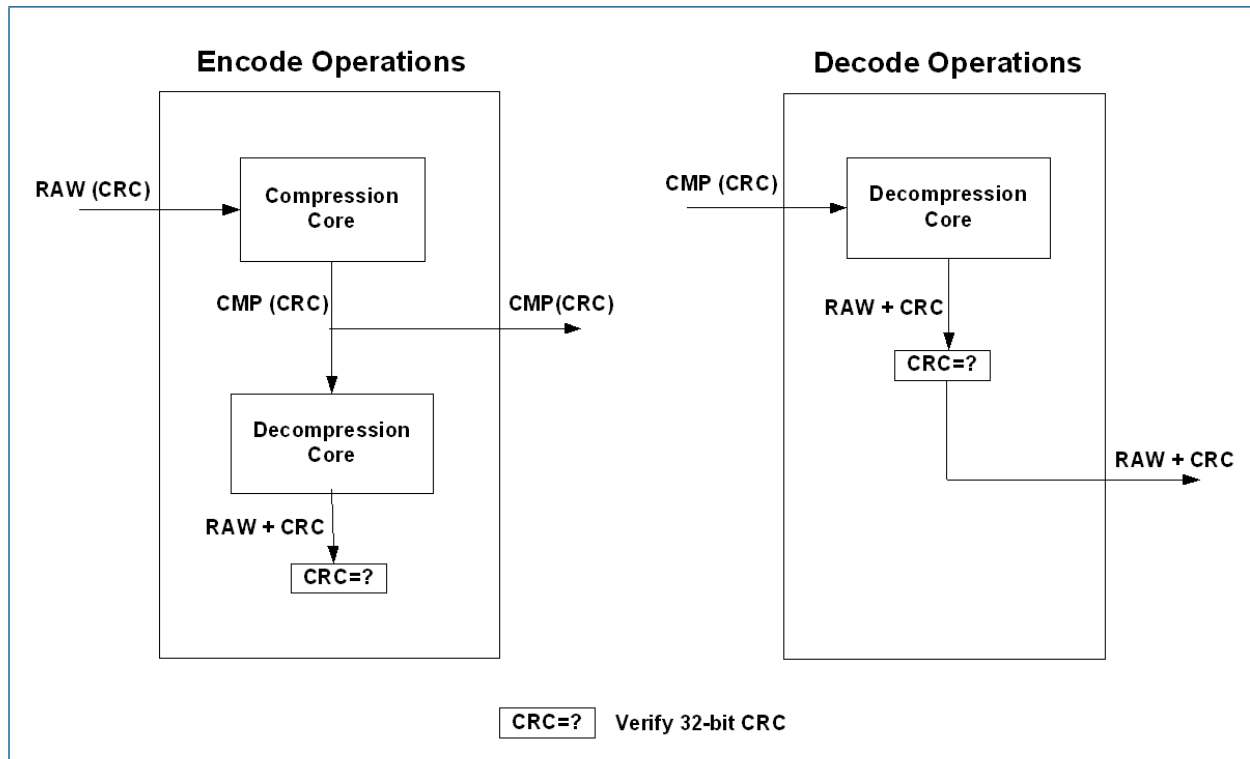 Encode Operations
RAW (CRC)
Compression
Core
CMP (CRC)
CMP(CRC)
Decompression
Core
RAW + CRC
CRC=?
Decode Operations
CMP (CRC)
Decompression
Core
RAW + CRC
CRC=?
RAW + CRC
CRC=? Verify 32-bit CRC